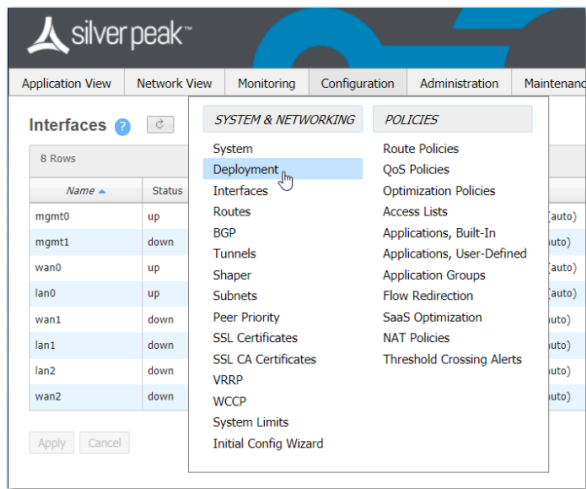 silver peak™
Application View Network View Monitoring Configuration Administration Maintenanc
Interfaces ?
8 Rows
Name Status
mgmt0 up (auto)
mgmt1 down uto)
wan0 up (auto)
lan0 up (auto)
wan1 down uto)
lan1 down uto)
lan2 down uto)
wan2 down uto)
Apply Cancel
SYSTEM & NETWORKING
System
Deployment
Interfaces
Routes
BGP
Tunnels
Shaper
Subnets
Peer Priority
SSL Certificates
SSL CA Certificates
VRRP
WCCP
System Limits
Initial Config Wizard
POLICIES
Route Policies
QoS Policies
Optimization Policies
Access Lists
Applications, Built-In
Applications, User-Defined
Application Groups
Flow Redirection
SaaS Optimization
NAT Policies
Threshold Crossing Alerts